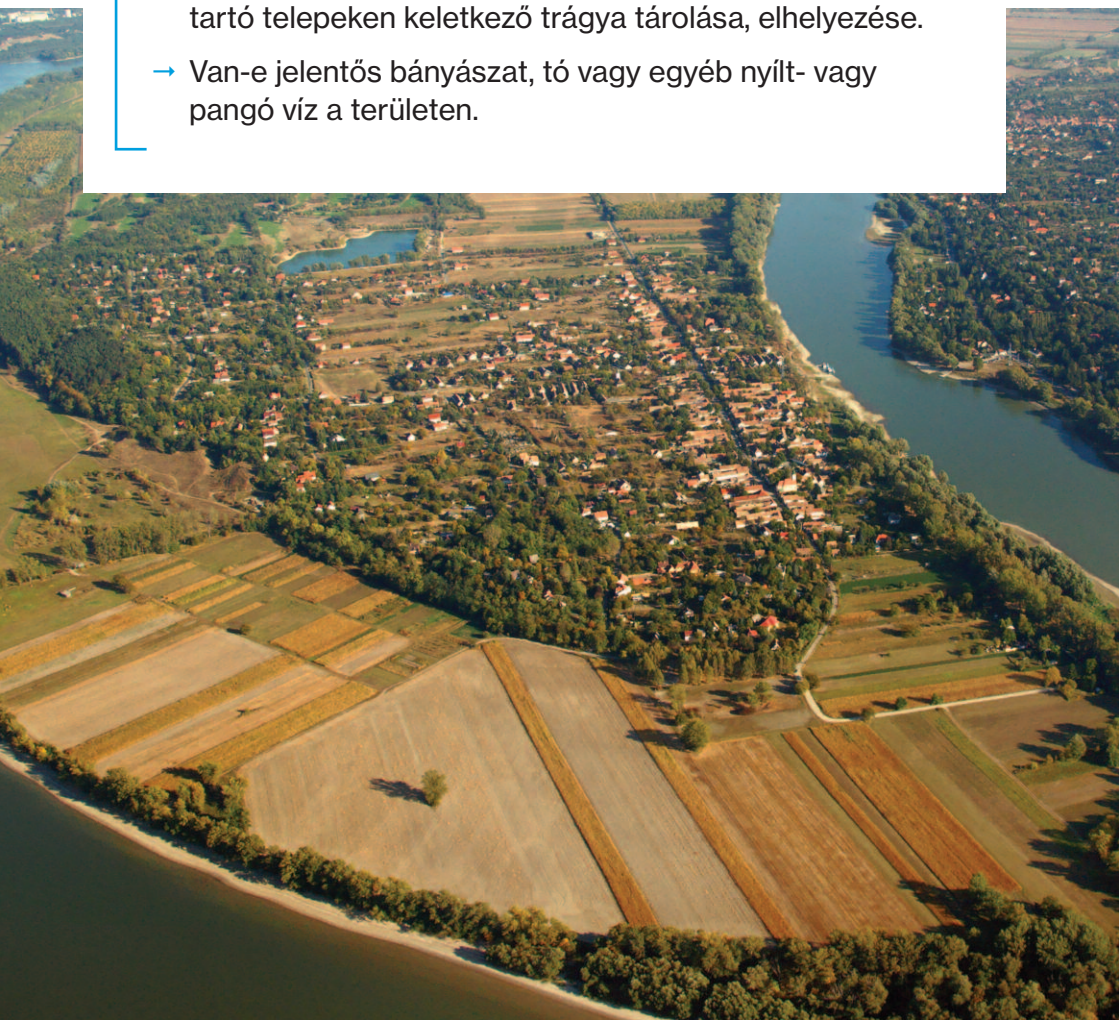 tartó telepeken keletkező trágya tárolása, elhelyezése.
→ Van-e jelentős bányászat, tó vagy egyéb nyílt- vagy
pangó víz a területen.